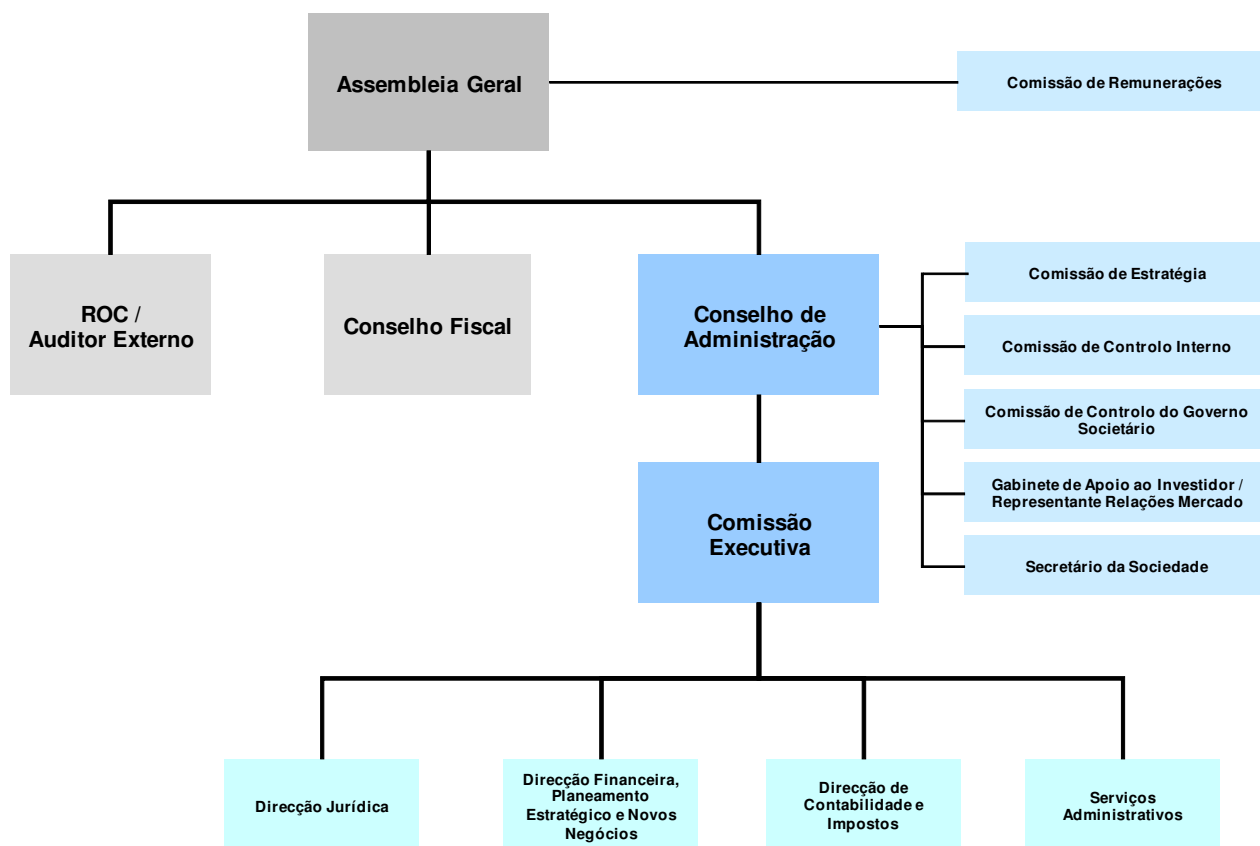 Assembleia Geral
Comissão de Remunerações
ROC /
Auditor Externo
Conselho Fiscal
Conselho de
Administração
Comissão de Estratégia
Comissão de Controlo Interno
Comissão de Controlo do Governo
Societário
Gabinete de Apoio ao Investidor /
Representante Relações Mercado
Secretário da Sociedade
Comissão
Executiva
Direcção Jurídica
Direcção Financeira,
Planeamento
Estratégico e Novos
Negócios
Direcção de
Contabilidade e
Impostos
Serviços
Administrativos